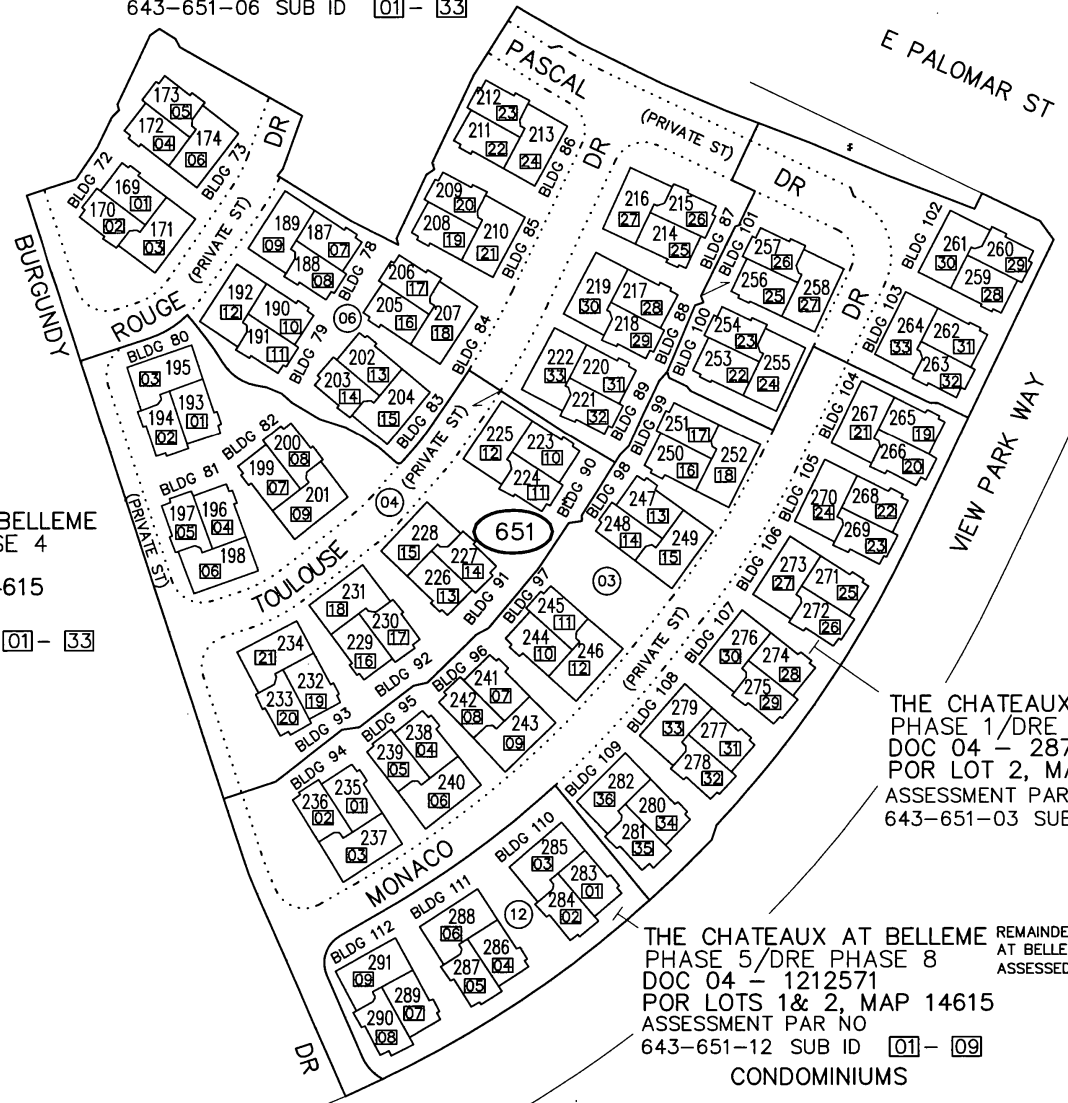 643-651-06 SUB ID 01 - 33
E PALOMAR ST
PASCAL
DR
(PRIVATE ST)
DR
DR
VIEW PARK WAY
BURGUNDY
DR
ROUGE
(PRIVATE ST)
DR
(PRIVATE ST)
TOULOUSE
(PRIVATE ST)
DR
MONACO
(PRIVATE ST)
651
06
04
03
12
BLDG 72
169 01
170 02
171 03
BLDG 73
172 04
173 05
174 06
BLDG 78
187 07
188 08
189 09
BLDG 79
190 10
191 11
192 12
BLDG 80
193 01
194 02
195 03
BLDG 81
196 04
197 05
198 06
BLDG 82
199 07
200 08
201 09
BLDG 83
202 13
203 14
204 15
BLDG 84
205 16
206 17
207 18
BLDG 85
208 19
209 20
210 21
BLDG 86
211 22
212 23
213 24
BLDG 87
214 25
215 26
216 27
BLDG 88
217 28
218 29
219 30
BLDG 89
220 31
221 32
222 33
BLDG 90
223 10
224 11
225 12
BLDG 91
226 13
227 14
228 15
BLDG 92
229 16
230 17
231 18
BLDG 93
232 19
233 20
234 21
BLDG 94
235 01
236 02
237 03
BLDG 95
238 04
239 05
240 06
BLDG 96
241 07
242 08
243 09
BLDG 97
244 10
245 11
246 12
BLDG 98
247 13
248 14
249 15
BLDG 99
250 16
251 17
252 18
BLDG 100
253 22
254 23
255 24
BLDG 101
256 25
257 26
258 27
BLDG 102
259 28
260 29
261 30
BLDG 103
262 31
263 32
264 33
BLDG 104
265 19
266 20
267 21
BLDG 105
268 22
269 23
270 24
BLDG 106
271 25
272 26
273 27
BLDG 107
274 28
275 29
276 30
BLDG 108
277 31
278 32
279 33
BLDG 109
280 34
281 35
282 36
BLDG 110
283 01
284 02
285 03
BLDG 111
286 04
287 05
288 06
BLDG 112
289 07
290 08
291 09
BELLEME
SE 4
4615
01 - 33
THE CHATEAUX
PHASE 1/DRE
DOC 04 - 287
POR LOT 2, MA
ASSESSMENT PAR
643-651-03 SUB
THE CHATEAUX AT BELLEME
PHASE 5/DRE PHASE 8
DOC 04 - 1212571
POR LOTS 1& 2, MAP 14615
ASSESSMENT PAR NO
643-651-12 SUB ID 01 - 09
CONDOMINIUMS
REMAINDE
AT BELLE
ASSESSED